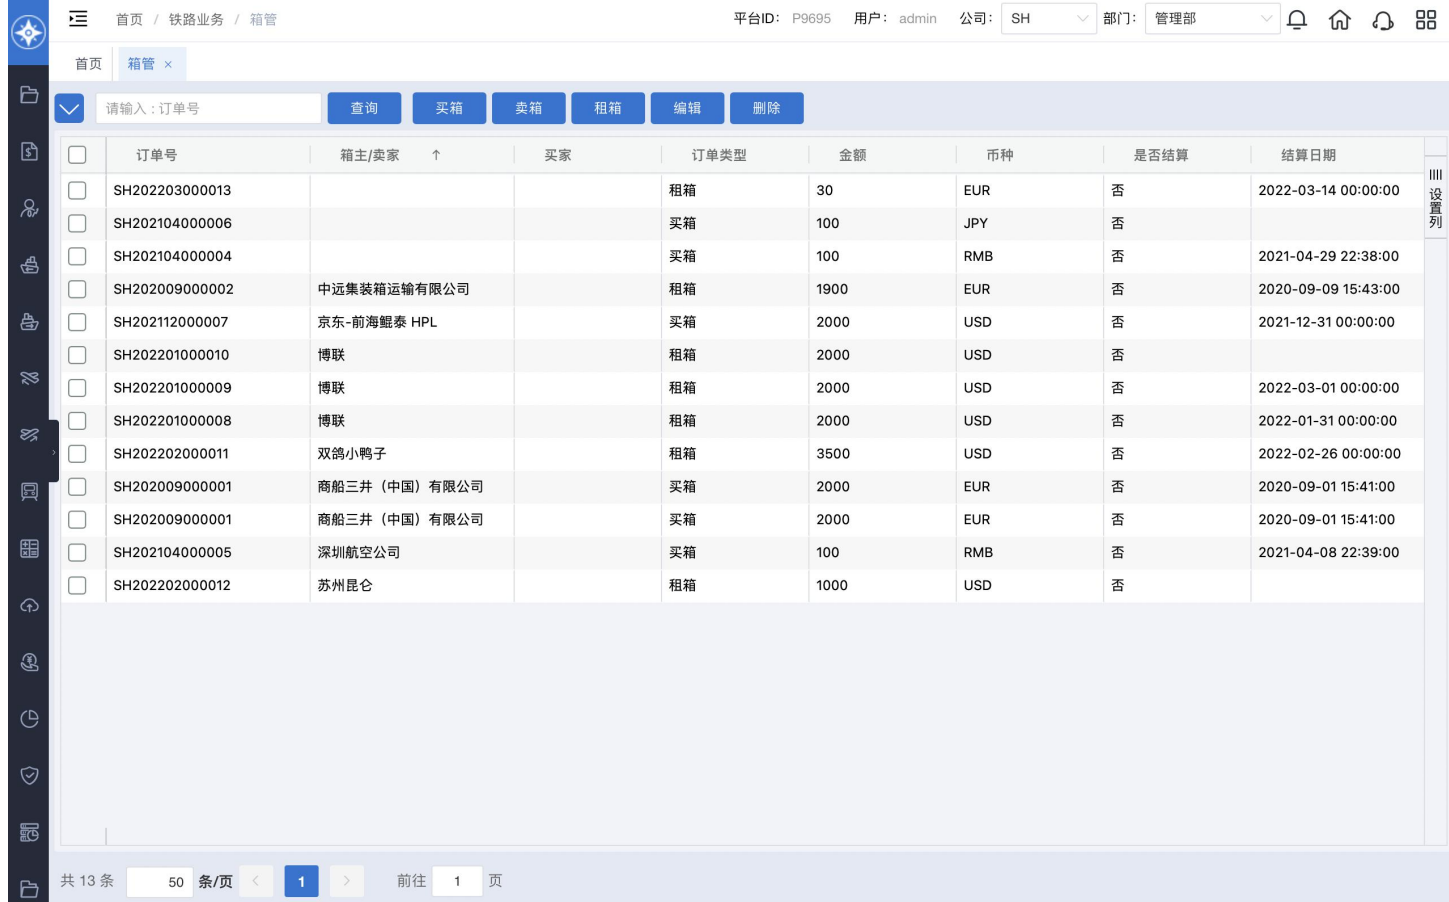 首页 / 铁路业务 / 箱管 平台ID: P9695 用户: admin 公司: SH 部门: 管理部
首页 箱管 ×
请输入 : 订单号 查询 买箱 卖箱 租箱 编辑 删除
订单号 箱主/卖家 ↑ 买家 订单类型 金额 币种 是否结算 结算日期
SH202203000013 租箱 30 EUR 否 2022-03-14 00:00:00
SH202104000006 买箱 100 JPY 否
SH202104000004 买箱 100 RMB 否 2021-04-29 22:38:00
SH202009000002 中远集装箱运输有限公司 租箱 1900 EUR 否 2020-09-09 15:43:00
SH202112000007 京东-前海鲲泰 HPL 买箱 2000 USD 否 2021-12-31 00:00:00
SH202201000010 博联 租箱 2000 USD 否
SH202201000009 博联 租箱 2000 USD 否 2022-03-01 00:00:00
SH202201000008 博联 租箱 2000 USD 否 2022-01-31 00:00:00
SH202202000011 双鸽小鸭子 租箱 3500 USD 否 2022-02-26 00:00:00
SH202009000001 商船三井（中国）有限公司 买箱 2000 EUR 否 2020-09-01 15:41:00
SH202009000001 商船三井（中国）有限公司 买箱 2000 EUR 否 2020-09-01 15:41:00
SH202104000005 深圳航空公司 买箱 100 RMB 否 2021-04-08 22:39:00
SH202202000012 苏州昆仑 租箱 1000 USD 否
设置列
共 13 条 50 条/页 < 1 > 前往 1 页